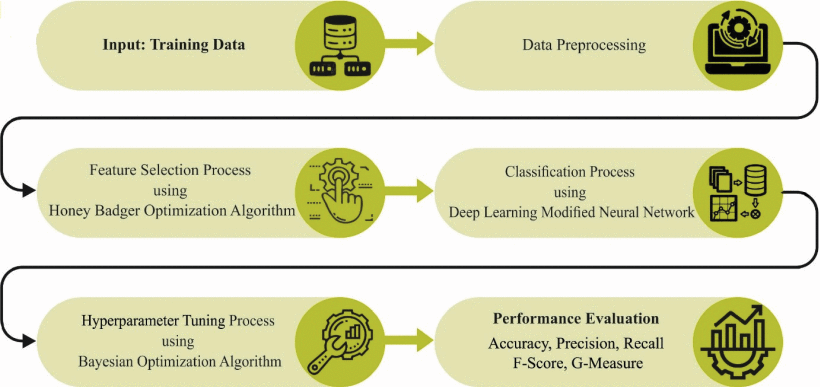 Input: Training Data
Data Preprocessing
Feature Selection Process
using
Honey Badger Optimization Algorithm
Classification Process
using
Deep Learning Modified Neural Network
Hyperparameter Tuning Process
using
Bayesian Optimization Algorithm
Performance Evaluation
Accuracy, Precision, Recall
F-Score, G-Measure